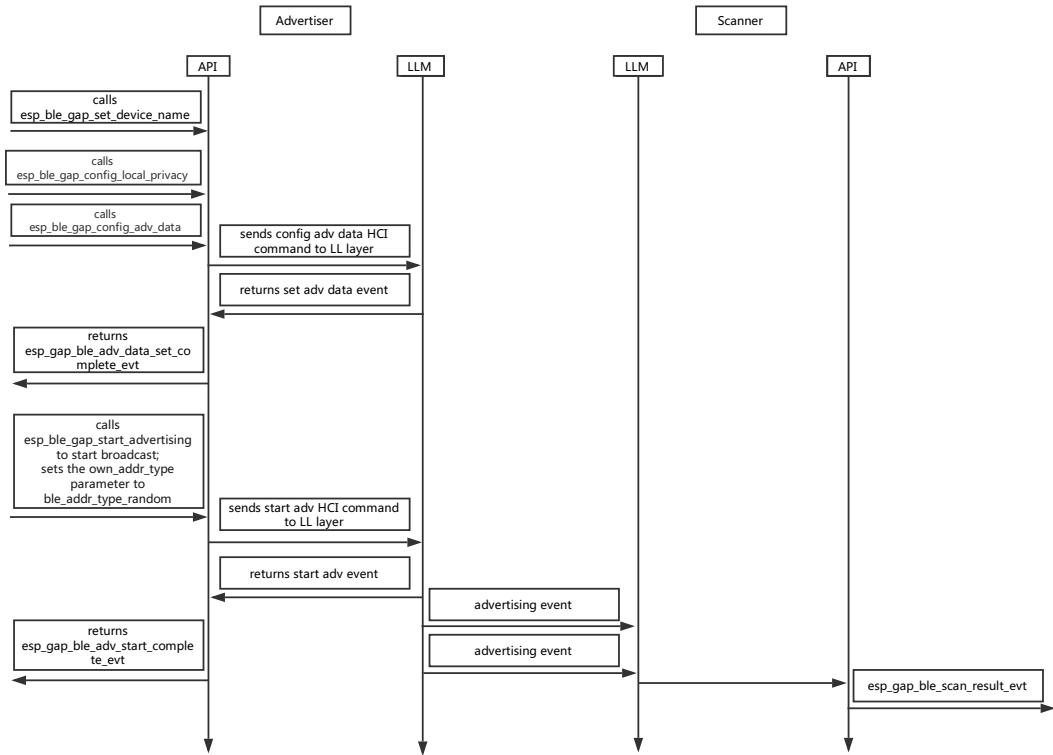 Advertiser
Scanner
API
LLM
LLM
API
calls
esp_ble_gap_set_device_name
calls
esp_ble_gap_config_local_privacy
calls
esp_ble_gap_config_adv_data
sends config adv data HCI
command to LL layer
returns set adv data event
returns
esp_gap_ble_adv_data_set_co
mplete_evt
calls
esp_ble_gap_start_advertising
to start broadcast;
sets the own_addr_type
parameter to
ble_addr_type_random
sends start adv HCI command
to LL layer
returns start adv event
advertising event
returns
esp_gap_ble_adv_start_comple
te_evt
advertising event
esp_gap_ble_scan_result_evt